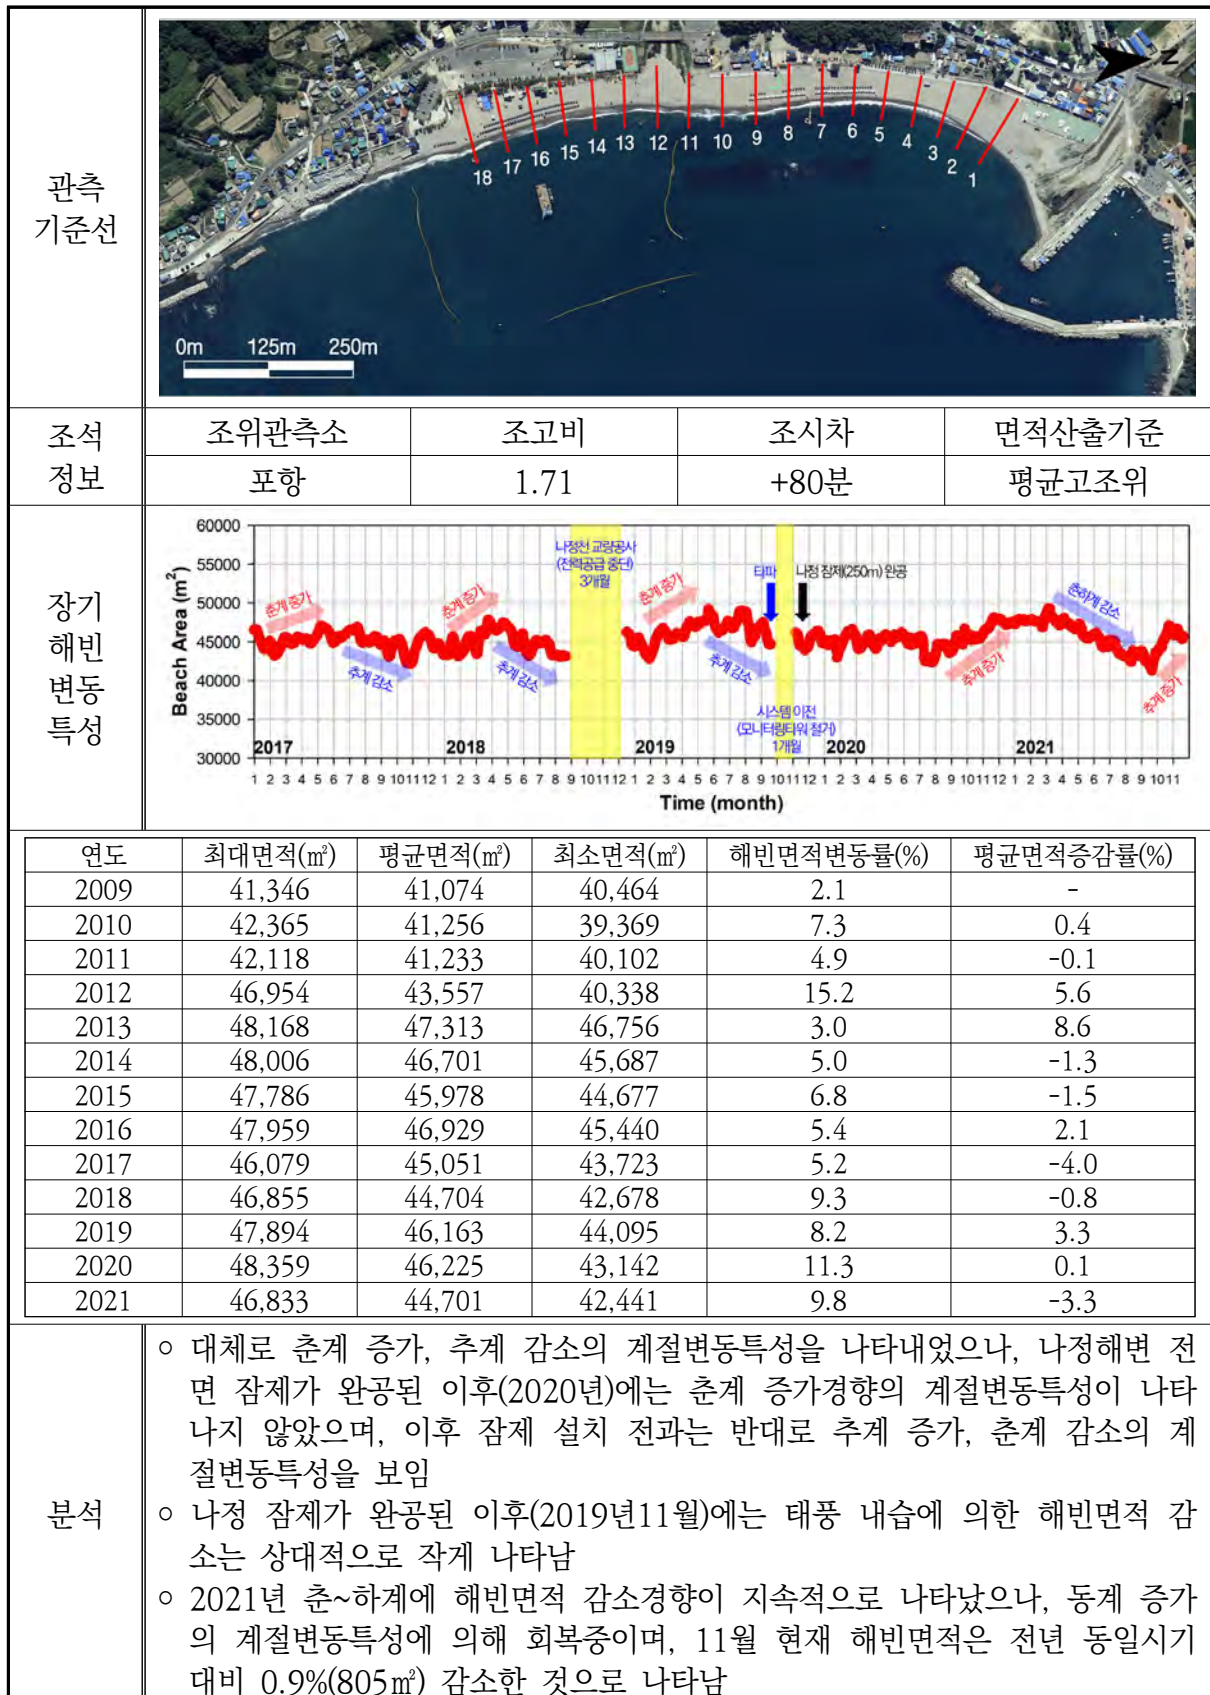 관측
기준선
N
18 17 16 15 14 13 12 11 10 9 8 7 6 5 4 3 2 1
0m 125m 250m
조석
정보
조위관측소 조고비 조시차 면적산출기준
포항 1.71 +80분 평균고조위
장기
해빈
변동
특성
Beach Area (m²)
60000
55000
50000
45000
40000
35000
30000
춘계 증가
추계 감소
춘계 증가
추계 감소
나정천 교량공사
(전력공급 중단)
3개월
춘계 증가
추계 감소
타파
나정 잠제(250m) 완공
시스템 이전
(모니터링타워 철거)
1개월
추계 증가
춘하계 감소
추계 증가
2017 2018 2019 2020 2021
1 2 3 4 5 6 7 8 9 10 11 12 1 2 3 4 5 6 7 8 9 10 11 12 1 2 3 4 5 6 7 8 9 10 11 12 1 2 3 4 5 6 7 8 9 10 11 12 1 2 3 4 5 6 7 8 9 10 11
Time (month)
연도 최대면적(㎡) 평균면적(㎡) 최소면적(㎡) 해빈면적변동률(%) 평균면적증감률(%)
2009 41,346 41,074 40,464 2.1 -
2010 42,365 41,256 39,369 7.3 0.4
2011 42,118 41,233 40,102 4.9 -0.1
2012 46,954 43,557 40,338 15.2 5.6
2013 48,168 47,313 46,756 3.0 8.6
2014 48,006 46,701 45,687 5.0 -1.3
2015 47,786 45,978 44,677 6.8 -1.5
2016 47,959 46,929 45,440 5.4 2.1
2017 46,079 45,051 43,723 5.2 -4.0
2018 46,855 44,704 42,678 9.3 -0.8
2019 47,894 46,163 44,095 8.2 3.3
2020 48,359 46,225 43,142 11.3 0.1
2021 46,833 44,701 42,441 9.8 -3.3
분석
○ 대체로 춘계 증가, 추계 감소의 계절변동특성을 나타내었으나, 나정해변 전
면 잠제가 완공된 이후(2020년)에는 춘계 증가경향의 계절변동특성이 나타
나지 않았으며, 이후 잠제 설치 전과는 반대로 추계 증가, 춘계 감소의 계
절변동특성을 보임
○ 나정 잠제가 완공된 이후(2019년11월)에는 태풍 내습에 의한 해빈면적 감
소는 상대적으로 작게 나타남
○ 2021년 춘~하계에 해빈면적 감소경향이 지속적으로 나타났으나, 동계 증가
의 계절변동특성에 의해 회복중이며, 11월 현재 해빈면적은 전년 동일시기
대비 0.9%(805㎡) 감소한 것으로 나타남